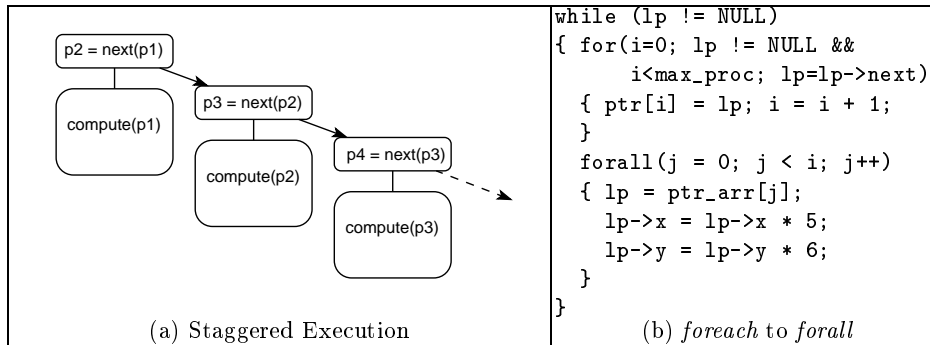 p2 = next(p1)
compute(p1)
p3 = next(p2)
compute(p2)
p4 = next(p3)
compute(p3)
(a) Staggered Execution
while (lp != NULL)
{ for(i=0; lp != NULL &&
i<max_proc; lp=lp->next)
{ ptr[i] = lp; i = i + 1;
}
forall(j = 0; j < i; j++)
{ lp = ptr_arr[j];
lp->x = lp->x * 5;
lp->y = lp->y * 6;
}
}
(b) foreach to forall